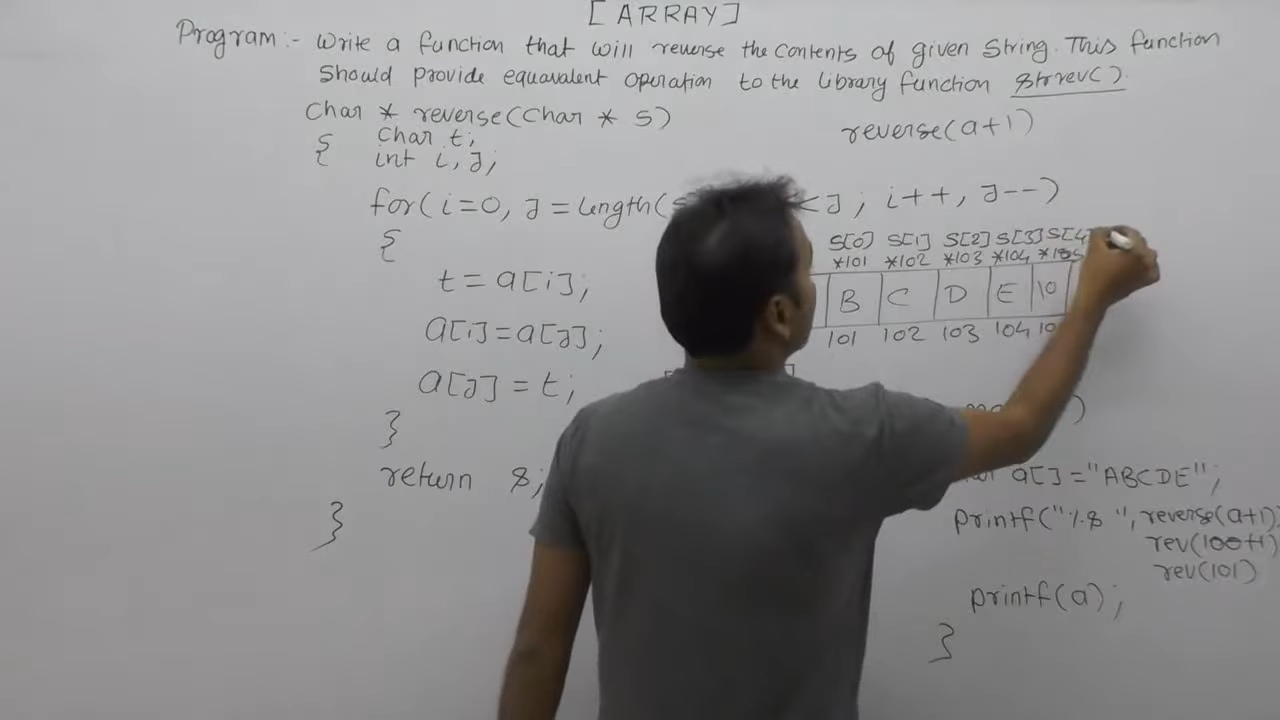 [ARRAY]
Program:- Write a function that will reverse the contents of given string. This function
should provide equavalent operation to the library function strrev().
Char * reverse(Char * s)
reverse(a+1)
{ Char t;
int i, J;
for( i=0, J = length(s J ; i++, J--)
{
S[0] S[1] S[2] S[3] S[4]
*101 *102 *103 *104
t = a[i];
B C D E 10
101 102 103 104
a[i]=a[J];
a[J] = t;
}
return s;
}
a[] ="ABCDE";
printf("%s ", reverse(a+1)
rev(100+1)
rev(101)
printf(a);
}